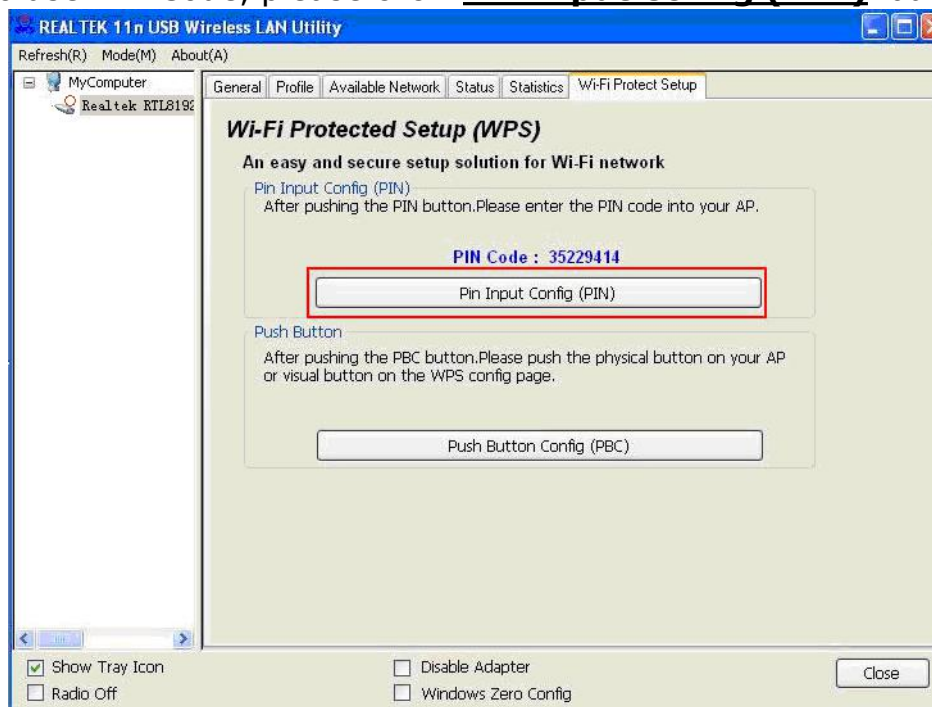 REALTEK 11n USB Wireless LAN Utility
Refresh(R) Mode(M) About(A)
MyComputer
Realtek RTL8192
General Profile Available Network Status Statistics Wi-Fi Protect Setup
Wi-Fi Protected Setup (WPS)
An easy and secure setup solution for Wi-Fi network
Pin Input Config (PIN)
After pushing the PIN button.Please enter the PIN code into your AP.
PIN Code : 35229414
Pin Input Config (PIN)
Push Button
After pushing the PBC button.Please push the physical button on your AP
or visual button on the WPS config page.
Push Button Config (PBC)
Show Tray Icon
Radio Off
Disable Adapter
Windows Zero Config
Close